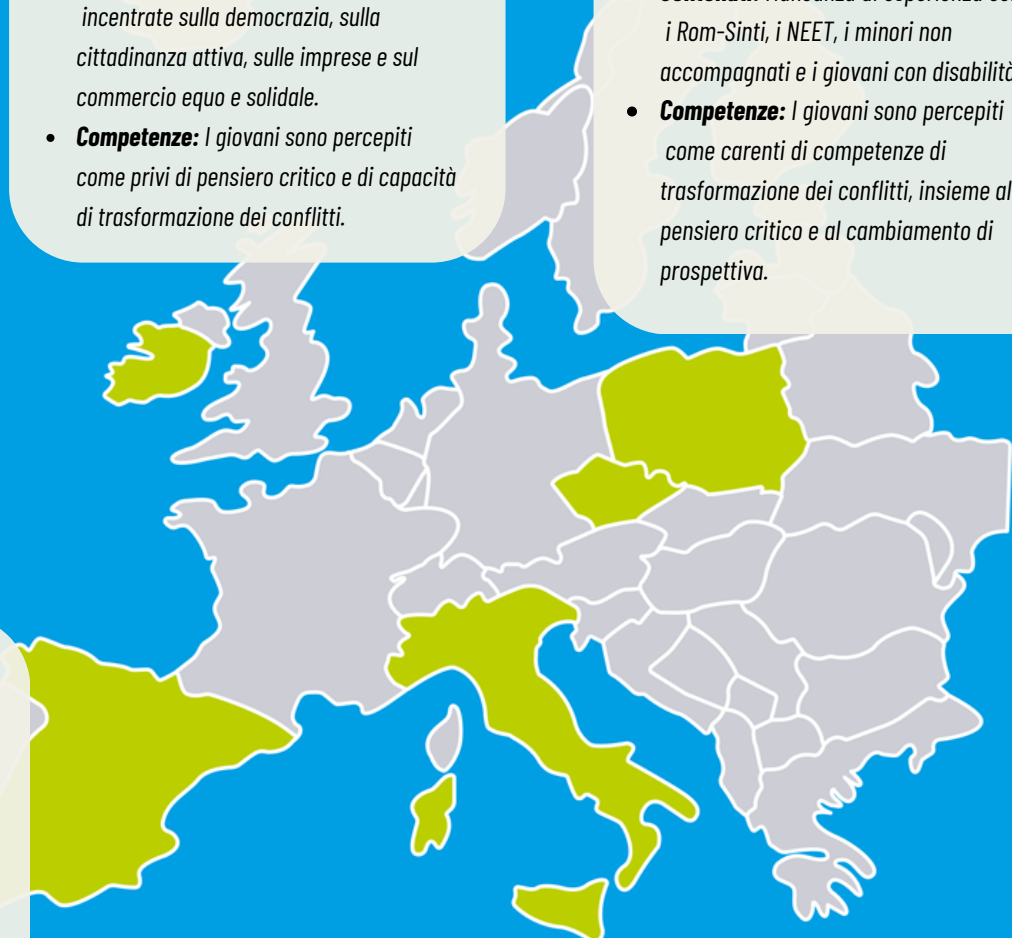 incentrate sulla democrazia, sulla
cittadinanza attiva, sulle imprese e sul
commercio equo e solidale.
• Competenze: I giovani sono percepiti
come privi di pensiero critico e di capacità
di trasformazione dei conflitti.
i Rom-Sinti, i NEET, i minori non
accompagnati e i giovani con disabilità
• Competenze: I giovani sono percepiti
come carenti di competenze di
trasformazione dei conflitti, insieme al
pensiero critico e al cambiamento di
prospettiva.